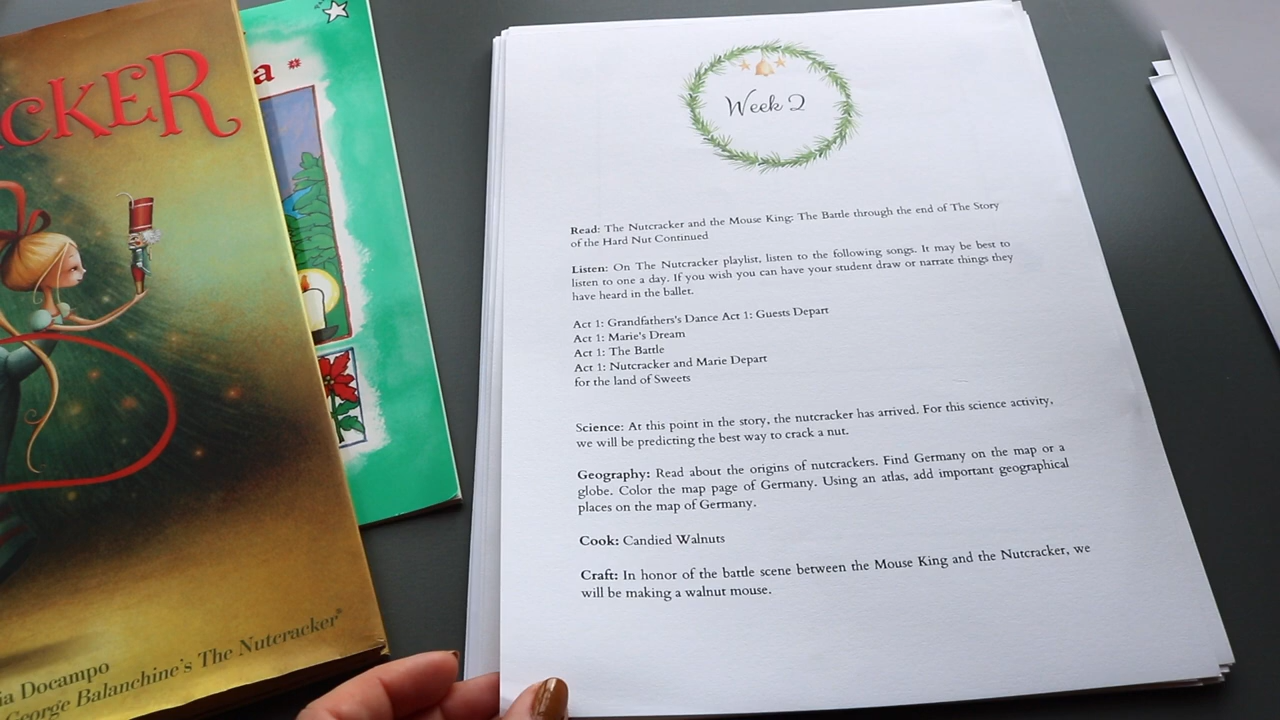 CKER
ia Docampo
George Balanchine's The Nutcracker®
a
Week 2
Read: The Nutcracker and the Mouse King: The Battle through the end of The Story
of the Hard Nut Continued
Listen: On The Nutcracker playlist, listen to the following songs. It may be best to
listen to one a day. If you wish you can have your student draw or narrate things they
have heard in the ballet.
Act 1: Grandfathers's Dance Act 1: Guests Depart
Act 1: Marie's Dream
Act 1: The Battle
Act 1: Nutcracker and Marie Depart
for the land of Sweets
Science: At this point in the story, the nutcracker has arrived. For this science activity,
we will be predicting the best way to crack a nut.
Geography: Read about the origins of nutcrackers. Find Germany on the map or a
globe. Color the map page of Germany. Using an atlas, add important geographical
places on the map of Germany.
Cook: Candied Walnuts
Craft: In honor of the battle scene between the Mouse King and the Nutcracker, we
will be making a walnut mouse.